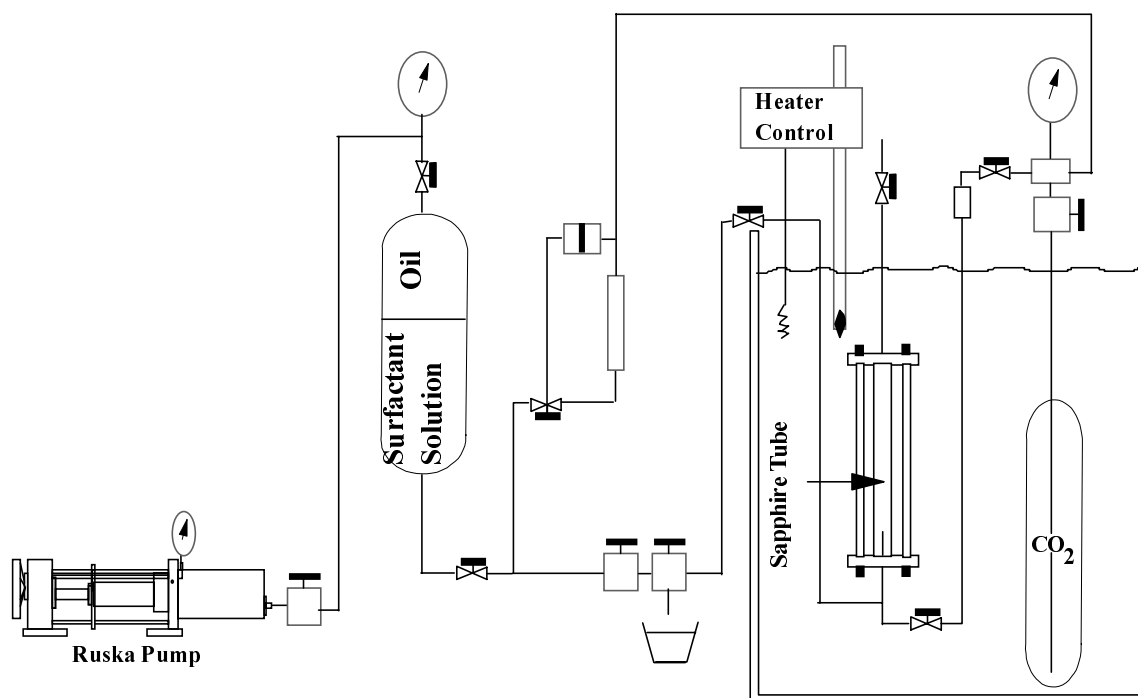 Heater
Control
Oil
Surfactant
Solution
Sapphire Tube
CO2
Ruska Pump